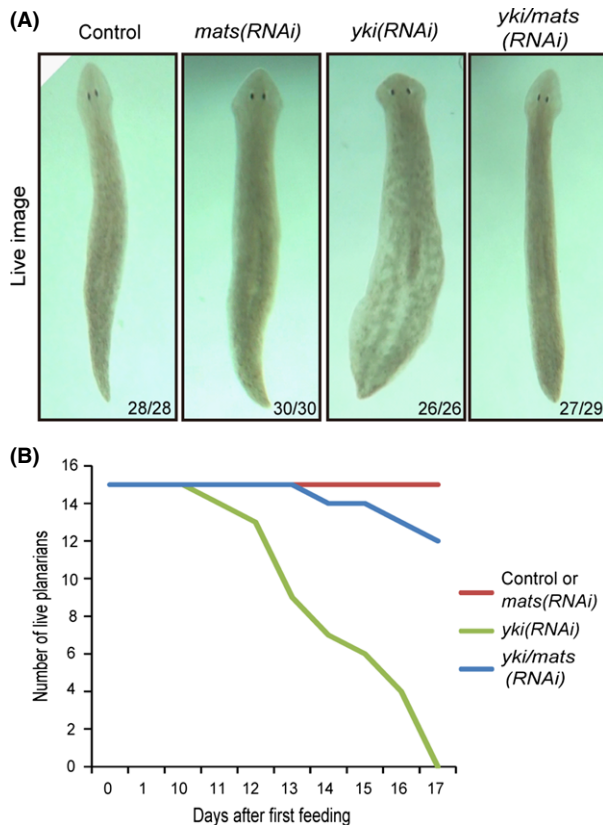 (A)
Control
mats(RNAi)
yki(RNAi)
yki/mats
(RNAi)
Live image
28/28
30/30
26/26
27/29
(B)
Number of live planarians
16
14
12
10
8
6
4
2
0
0 1 10 11 12 13 14 15 16 17
Days after first feeding
Control or
mats(RNAi)
yki(RNAi)
yki/mats
(RNAi)